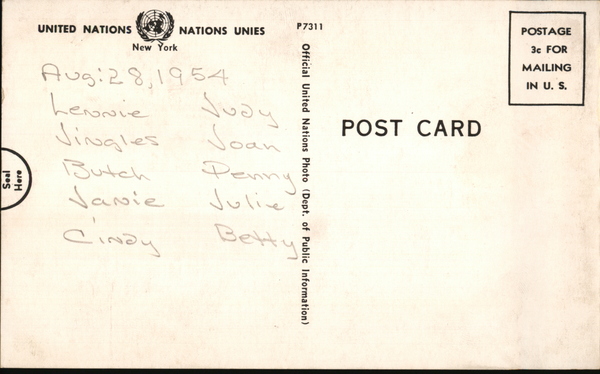 UNITED NATIONS NATIONS UNIES
New York
P7311
POSTAGE
3c FOR
MAILING
IN U. S.
Aug: 28, 1954
Lennie Judy
Jingles Joan
Butch Penny
Janie Julie
Cindy Betty
Seal
Here
Official United Nations Photo (Dept. of Public Information)
POST CARD